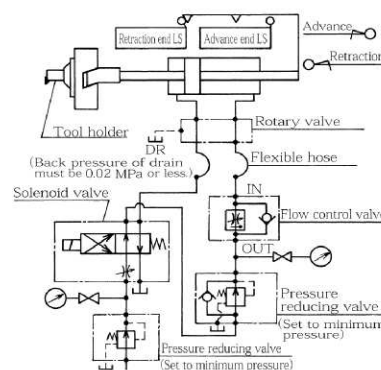 Retraction end LS
Advance end LS
Advance
Retraction
Tool holder
Rotary valve
DR
(Back pressure of drain
must be 0.02 MPa or less.)
Flexible hose
Solenoid valve
IN
Flow control valve
OUT
Pressure
reducing valve
(Set to minimum
pressure)
Pressure reducing valve
(Set to minimum pressure)